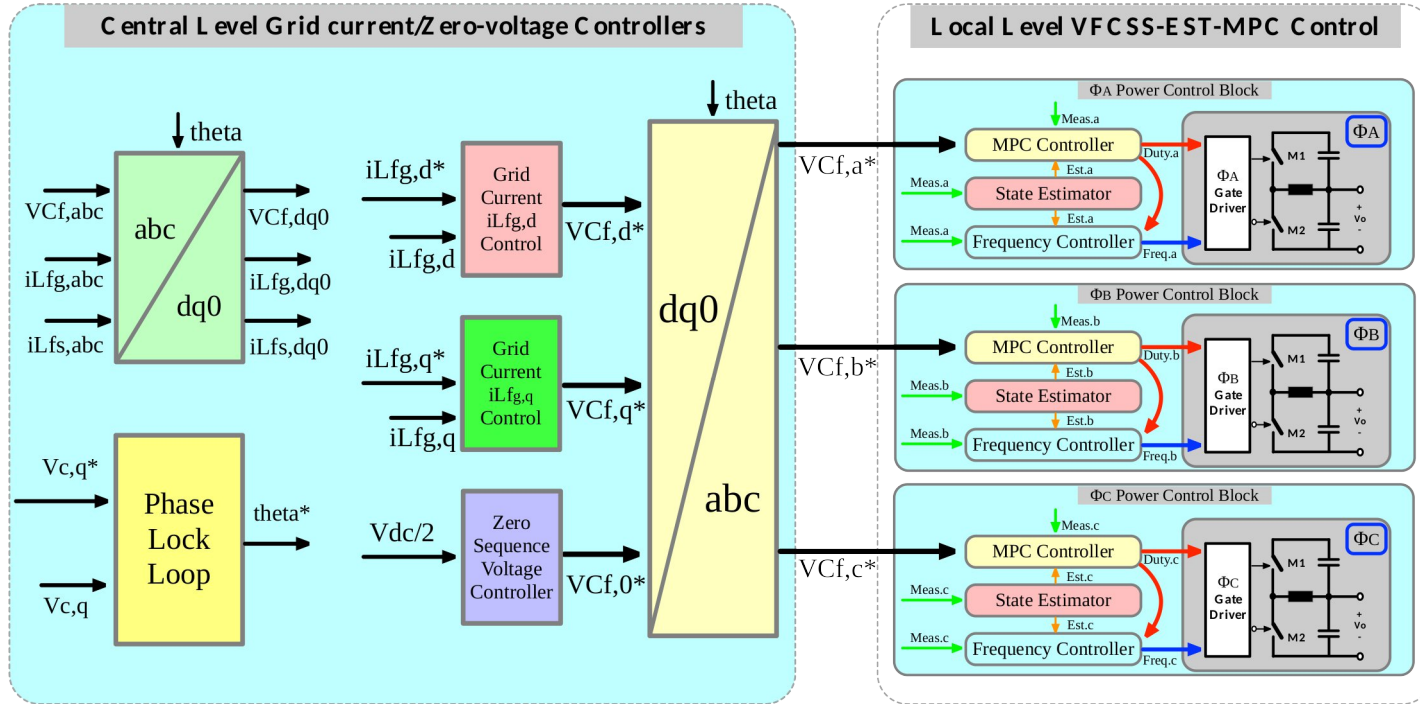 Central Level Grid current/Zero-voltage Controllers
theta
VCf,abc
iLfg,abc
iLfs,abc
abc
dq0
VCf,dq0
iLfg,dq0
iLfs,dq0
Vc,q*
Vc,q
Phase
Lock
Loop
theta*
iLfg,d*
iLfg,d
Grid
Current
iLfg,d
Control
VCf,d*
iLfg,q*
iLfg,q
Grid
Current
iLfg,q
Control
VCf,q*
Vdc/2
Zero
Sequence
Voltage
Controller
VCf,0*
theta
dq0
abc
VCf,a*
VCf,b*
VCf,c*
Local Level VFCSS-EST-MPC Control
ΦA Power Control Block
Meas.a
MPC Controller
Duty.a
Est.a
Meas.a
State Estimator
Est.a
Meas.a
Frequency Controller
Freq.a
ΦA
Gate
Driver
M1
M2
ΦA
+
Vo
-
ΦB Power Control Block
Meas.b
MPC Controller
Duty.b
Est.b
Meas.b
State Estimator
Est.b
Meas.b
Frequency Controller
Freq.b
ΦB
Gate
Driver
M1
M2
ΦB
+
Vo
-
ΦC Power Control Block
Meas.c
MPC Controller
Duty.c
Est.c
Meas.c
State Estimator
Est.c
Meas.c
Frequency Controller
Freq.c
ΦC
Gate
Driver
M1
M2
ΦC
+
Vo
-